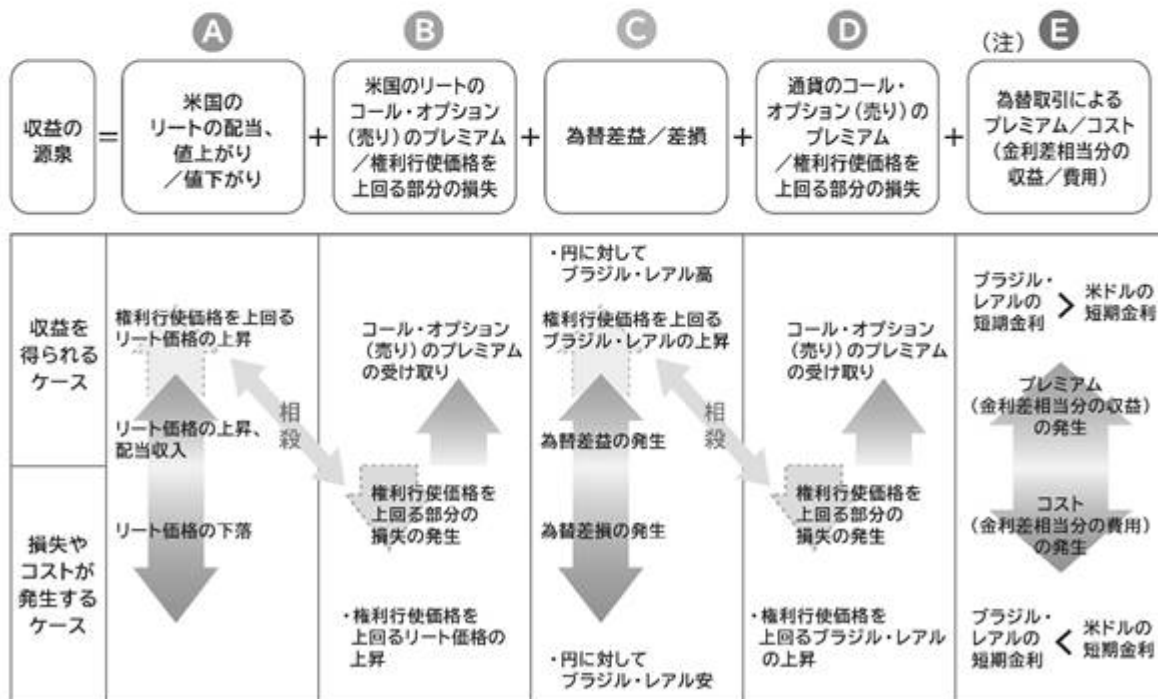 A
B
C
D
(注) E
収益の
源泉
=
米国の
リートの配当、
値上がり
／値下がり
+
米国のリートの
コール・オプション
(売り)のプレミアム
／権利行使価格を
上回る部分の損失
+
為替差益／差損
+
通貨のコール・
オプション(売り)の
プレミアム
／権利行使価格を
上回る部分の損失
+
為替取引による
プレミアム／コスト
(金利差相当分の
収益／費用)
収益を
得られる
ケース
権利行使価格を上回る
リート価格の上昇
リート価格の上昇、
配当収入
相殺
コール・オプション
(売り)のプレミアム
の受け取り
・円に対して
ブラジル・レアル高
権利行使価格を上回る
ブラジル・レアルの上昇
為替差益の発生
相殺
コール・オプション
(売り)のプレミアム
の受け取り
ブラジル・
レアルの
短期金利
>
米ドルの
短期金利
プレミアム
(金利差相当分の収益)
の発生
損失や
コストが
発生する
ケース
リート価格の下落
権利行使価格を
上回る部分の
損失の発生
・権利行使価格を
上回るリート価格の
上昇
為替差損の発生
・円に対して
ブラジル・レアル安
権利行使価格を
上回る部分の
損失の発生
・権利行使価格を
上回るブラジル・レアル
の上昇
コスト
(金利差相当分の費用)
の発生
ブラジル・
レアルの
短期金利
<
米ドルの
短期金利